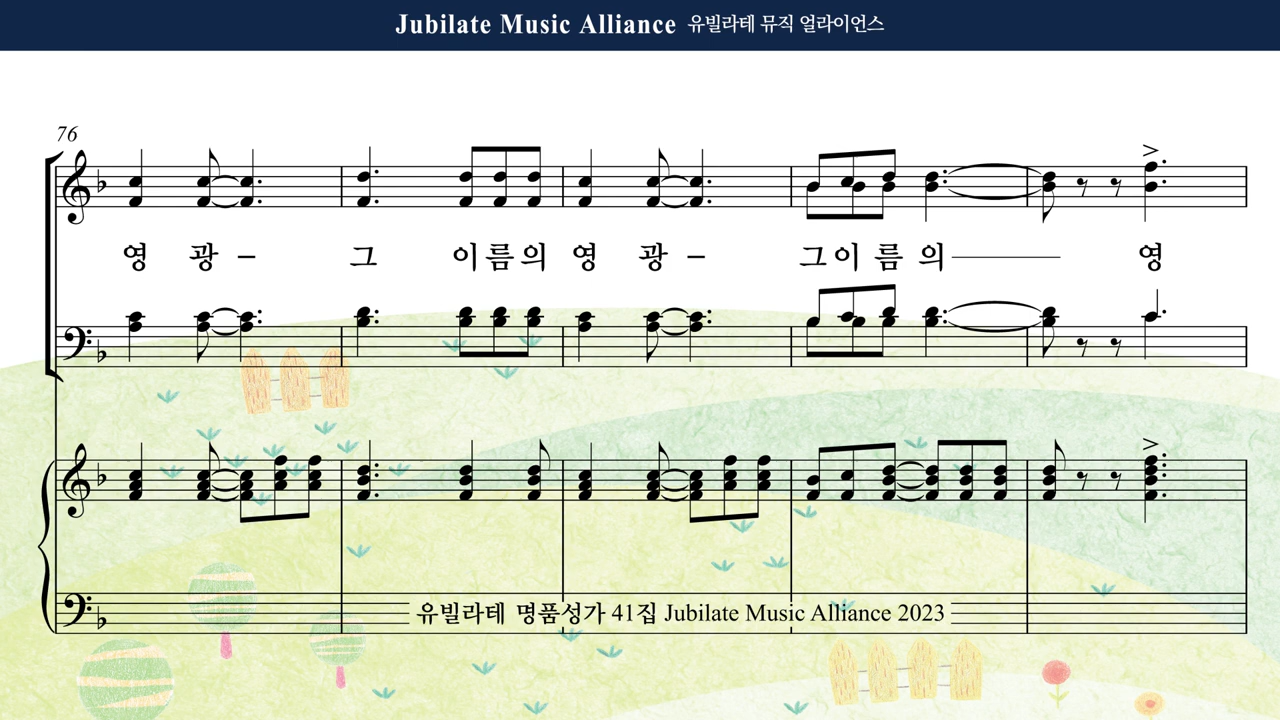 Jubilate Music Alliance 유빌라테 뮤직 얼라이언스
76
영 광 – 그 이 름 의 영 광 – 그 이 름 의 영
유빌라테 명품성가 41집 Jubilate Music Alliance 2023